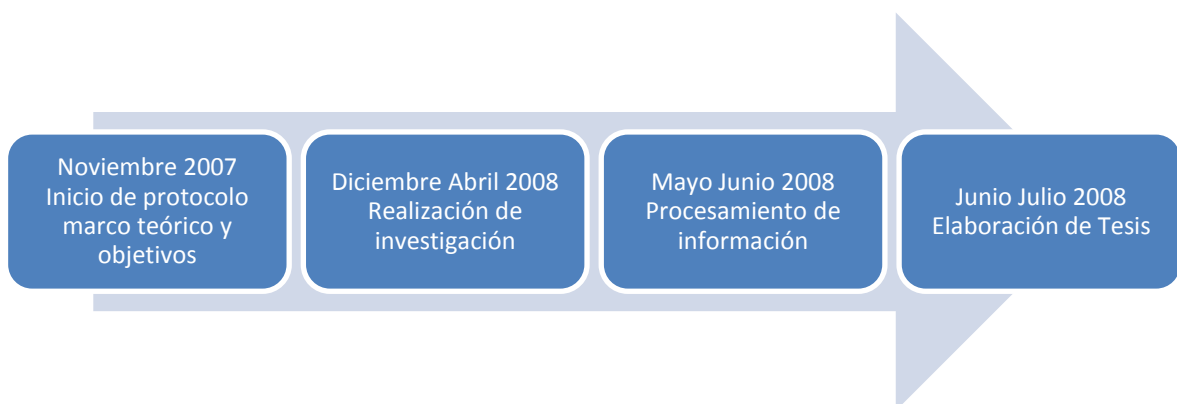 Noviembre 2007
Inicio de protocolo
marco teórico y
objetivos
Diciembre Abril 2008
Realización de
investigación
Mayo Junio 2008
Procesamiento de
información
Junio Julio 2008
Elaboración de Tesis